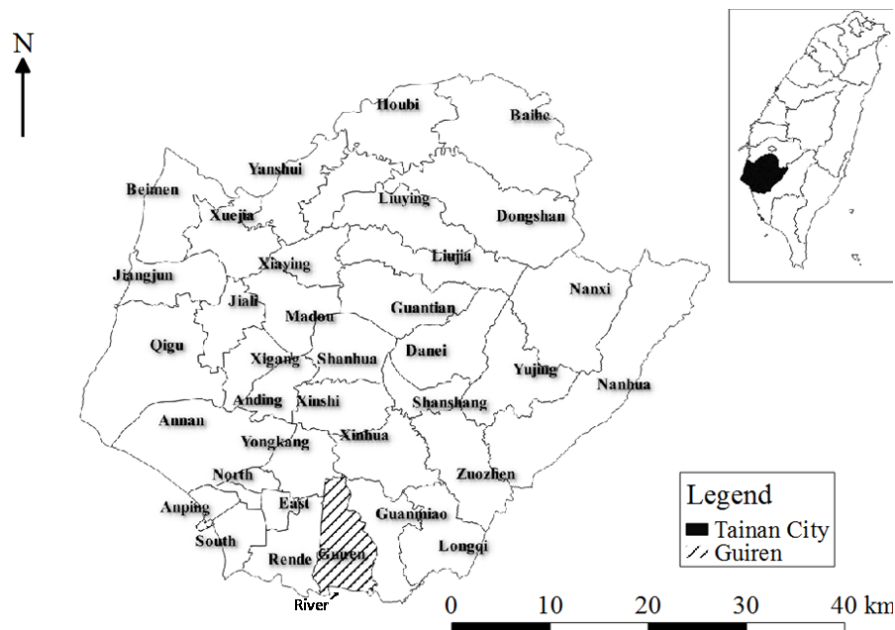 N
Houbi
Baihe
Yanshui
Beimen
Liuying
Xuejia
Dongshan
Xiaying
Liujia
Jiangjun
Nanxi
Jiali
Guantian
Madou
Qigu
Danei
Xigang
Shanhua
Yujing
Nanhua
Anding
Xinshi
Shanshang
Annan
Xinhua
Yongkang
North
Zuozhen
Anping
East
Guanmiao
South
Longqi
Rende
Guiren
River
Legend
Tainan City
Guiren
0 10 20 30 40 km